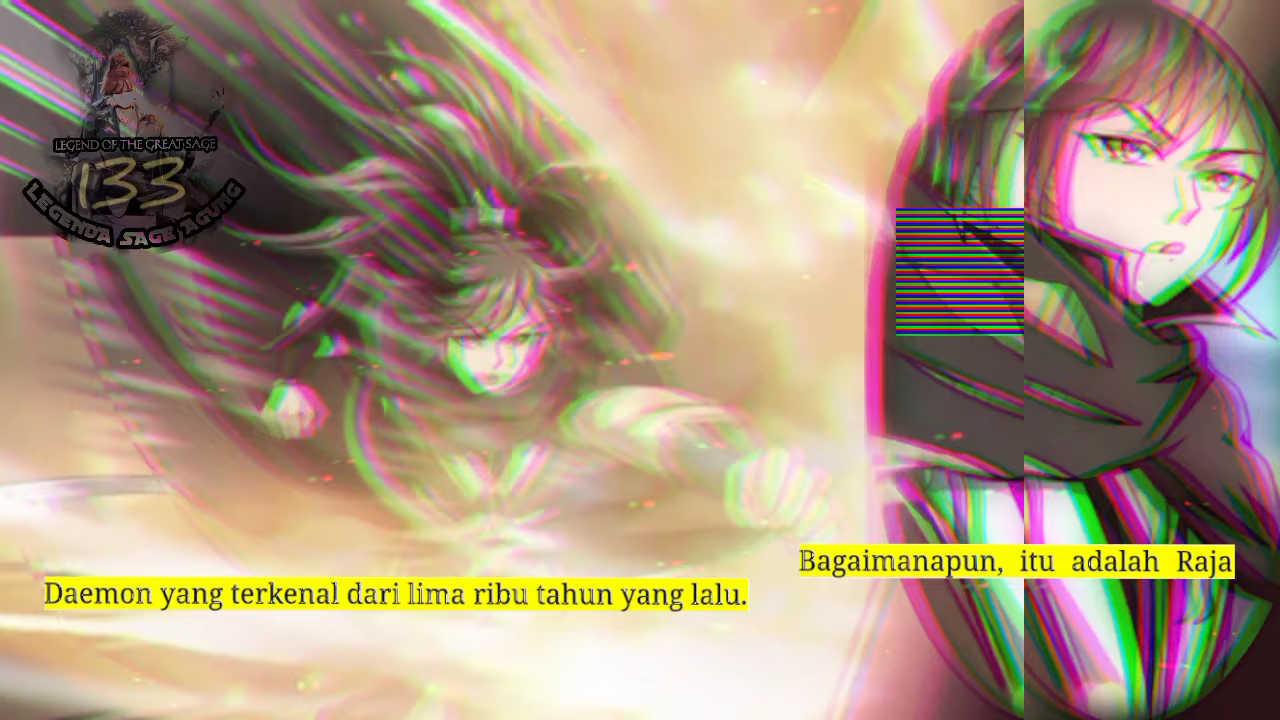 LEGEND OF THE GREAT SAGE
133
LEGENDA SAGE AGUNG
Bagaimanapun, itu adalah Raja
Daemon yang terkenal dari lima ribu tahun yang lalu.